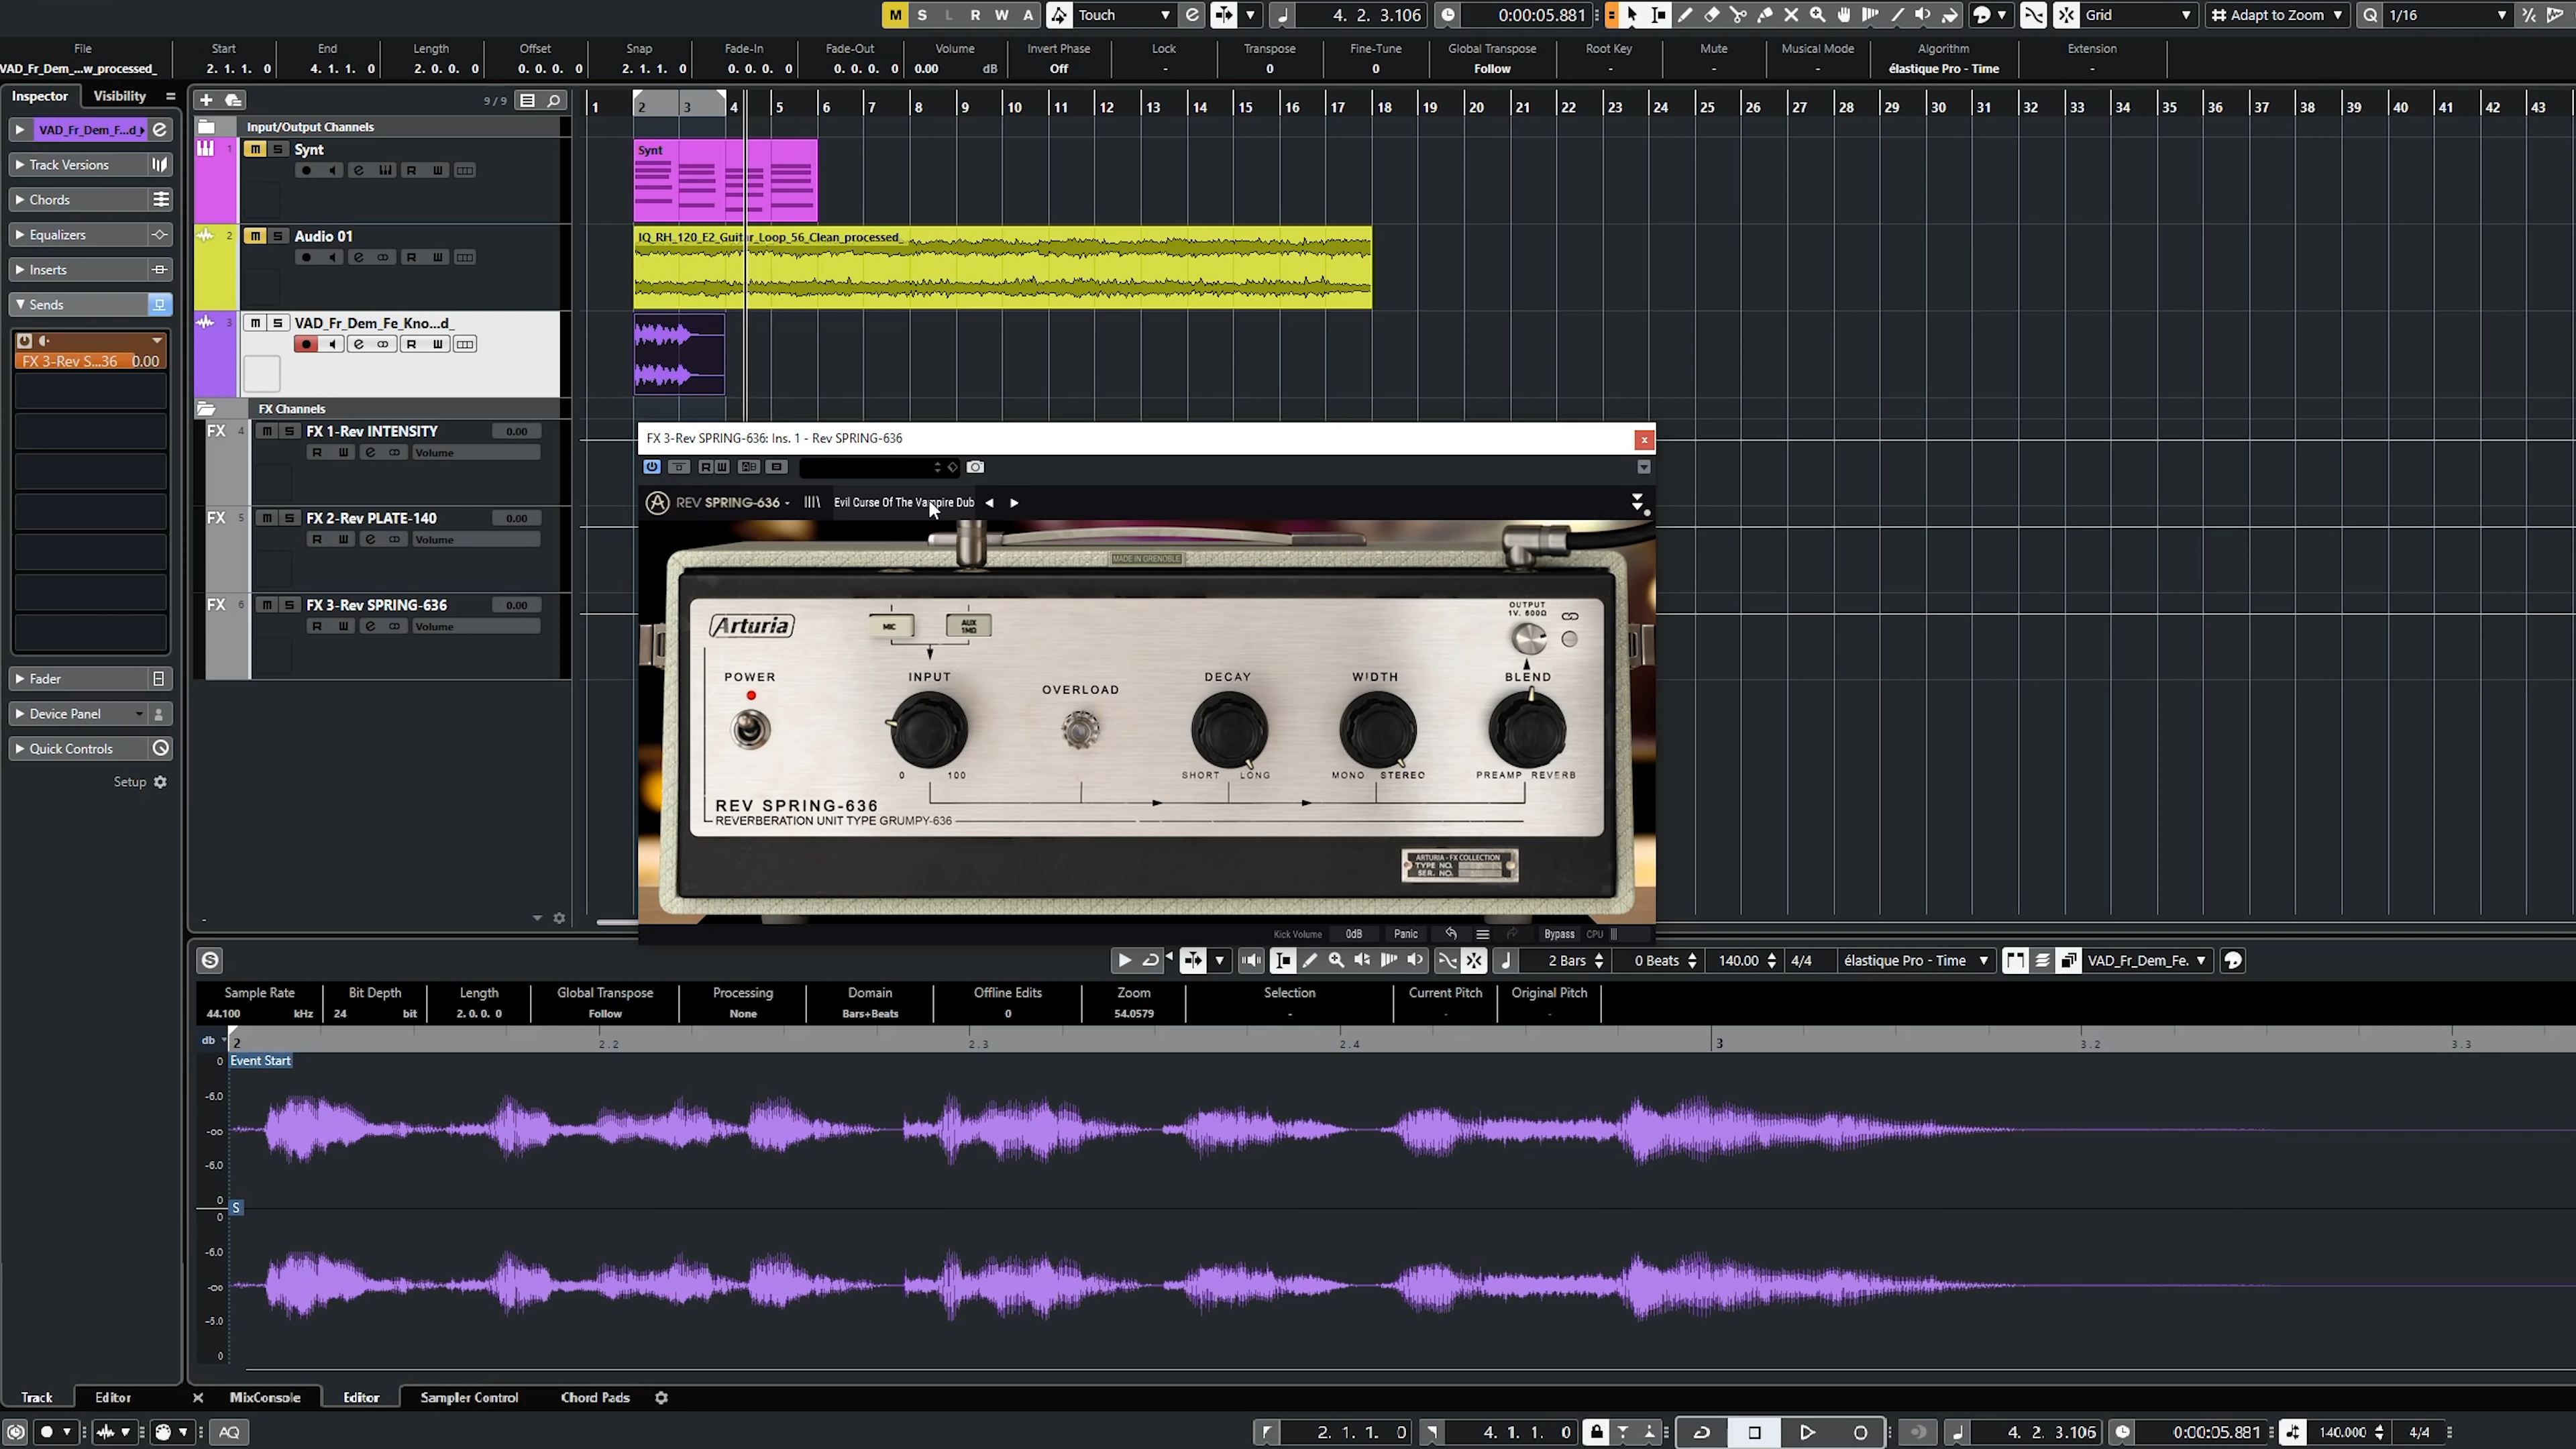 M S L R W A Touch 4. 2. 3.106 0:00:05.881 Grid Adapt to Zoom Q 1/16
File Start End Length Offset Snap Fade-In Fade-Out Volume Invert Phase Lock Transpose Fine-Tune Global Transpose Root Key Mute Musical Mode Algorithm Extension
VAD_Fr_Dem_...w_processed_ 2. 1. 1. 0 4. 1. 1. 0 2. 0. 0. 0 0. 0. 0. 0 2. 1. 1. 0 0. 0. 0. 0 0. 0. 0. 0 0.00 dB Off - 0 0 Follow - - - élastique Pro - Time -
Inspector Visibility 9 / 9 1 2 3 4 5 6 7 8 9 10 11 12 13 14 15 16 17 18 19 20 21 22 23 24 25 26 27 28 29 30 31 32 33 34 35 36 37 38 39 40 41 42 43
VAD_Fr_Dem_F...d_
Track Versions
Chords
Equalizers
Inserts
Sends
FX 3-Rev S...36 0.00
Fader
Device Panel
Quick Controls
Setup
Input/Output Channels
1 m S Synt
R
Synt
2 m S Audio 01
R
IQ_RH_120_E2_Guitar_Loop_56_Clean_processed_
3 m S VAD_Fr_Dem_Fe_Kno...d_
R
FX Channels
FX 4 m S FX 1-Rev INTENSITY 0.00
R Volume
FX 5 m S FX 2-Rev PLATE-140 0.00
R Volume
FX 6 m S FX 3-Rev SPRING-636 0.00
R Volume
-
FX 3-Rev SPRING-636: Ins. 1 - Rev SPRING-636 x
R W AB
REV SPRING-636 Evil Curse Of The Vampire Dub
MADE IN GRENOBLE
Arturia
MIC
AUX
1MΩ
OUTPUT
1V. 600Ω
POWER INPUT OVERLOAD DECAY WIDTH BLEND
0 100 SHORT LONG MONO STEREO PREAMP REVERB
REV SPRING-636
REVERBERATION UNIT TYPE GRUMPY-636
ARTURIA - FX COLLECTION
TYPE NO.
SER. NO.
Kick Volume 0dB Panic Bypass CPU
S 2 Bars 0 Beats 140.00 4/4 élastique Pro - Time VAD_Fr_Dem_Fe.
Sample Rate Bit Depth Length Global Transpose Processing Domain Offline Edits Zoom Selection Current Pitch Original Pitch
44.100 kHz 24 bit 2. 0. 0. 0 Follow None Bars+Beats 0 54.0579 - - -
db 2 2.2 2.3 2.4 3 3.2 3.3
0 Event Start
-6.0
-oo
-6.0
0 S
0
-6.0
-oo
-5.0
0
Track Editor MixConsole Editor Sampler Control Chord Pads
AQ 2. 1. 1. 0 4. 1. 1. 0 4. 2. 3.106 0:00:05.881 140.000 4/4